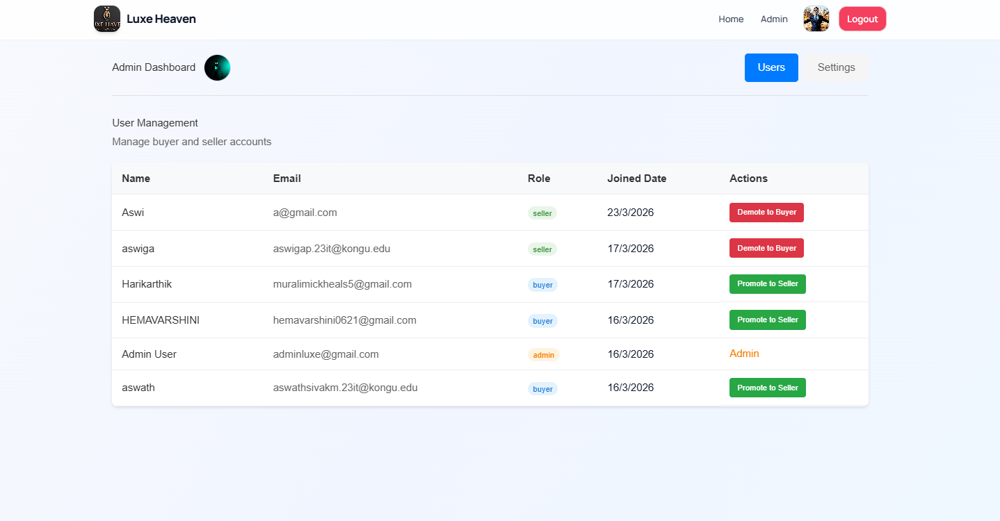 Luxe Heaven Home Admin Logout
Admin Dashboard Users Settings
User Management
Manage buyer and seller accounts
Name Email Role Joined Date Actions
Aswi a@gmail.com seller 23/3/2026 Demote to Buyer
aswiga aswigap.23it@kongu.edu seller 17/3/2026 Demote to Buyer
Harikarthik muralimickheals5@gmail.com buyer 17/3/2026 Promote to Seller
HEMAVARSHINI hemavarshini0621@gmail.com buyer 16/3/2026 Promote to Seller
Admin User adminluxe@gmail.com admin 16/3/2026 Admin
aswath aswathsivakm.23it@kongu.edu buyer 16/3/2026 Promote to Seller